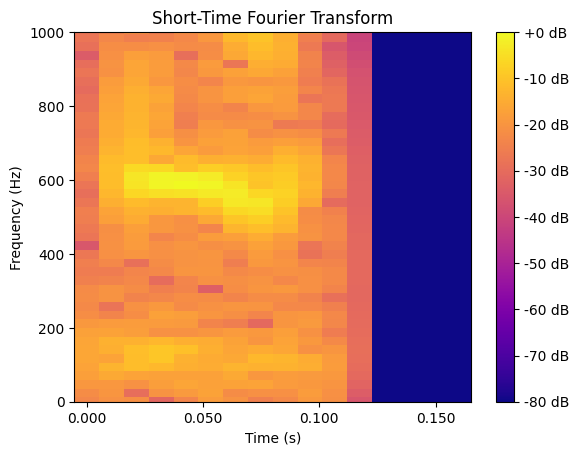 Short-Time Fourier Transform
1000
800
600
400
200
0
Frequency (Hz)
0.000
0.050
0.100
0.150
Time (s)
+0 dB
-10 dB
-20 dB
-30 dB
-40 dB
-50 dB
-60 dB
-70 dB
-80 dB